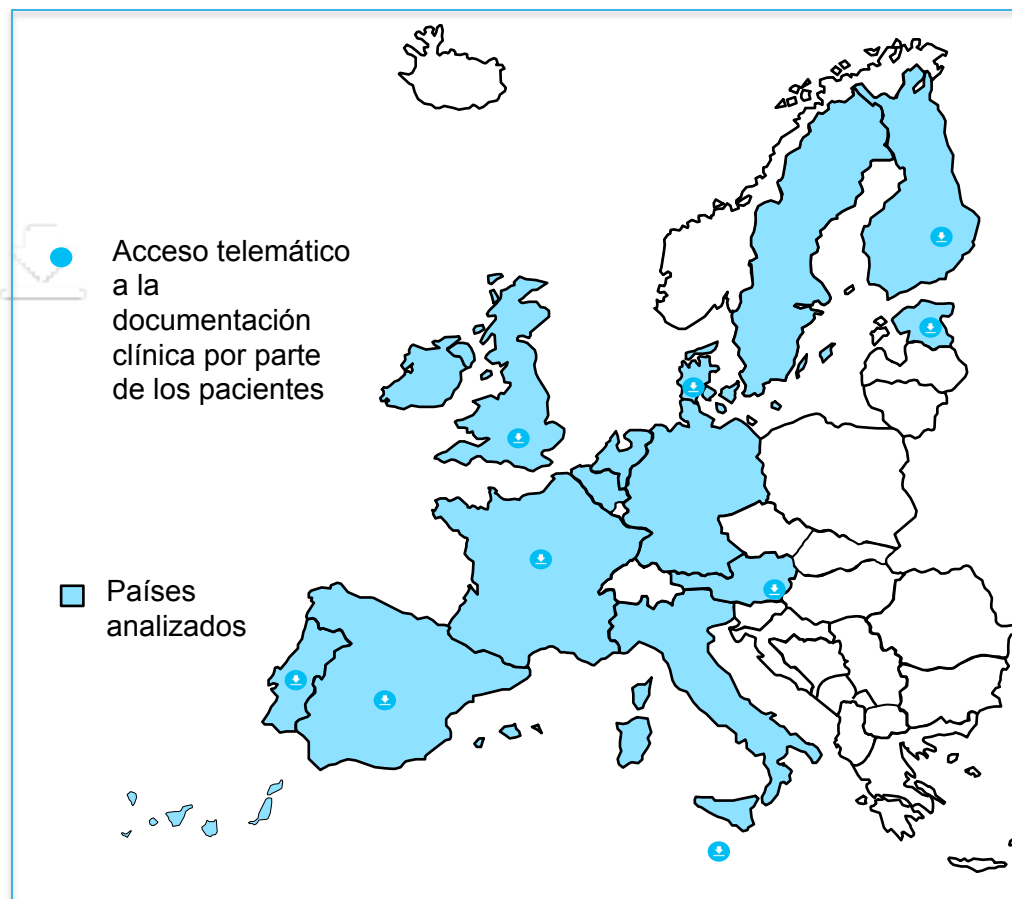 Acceso telemático
a la
documentación
clínica por parte
de los pacientes
Países
analizados